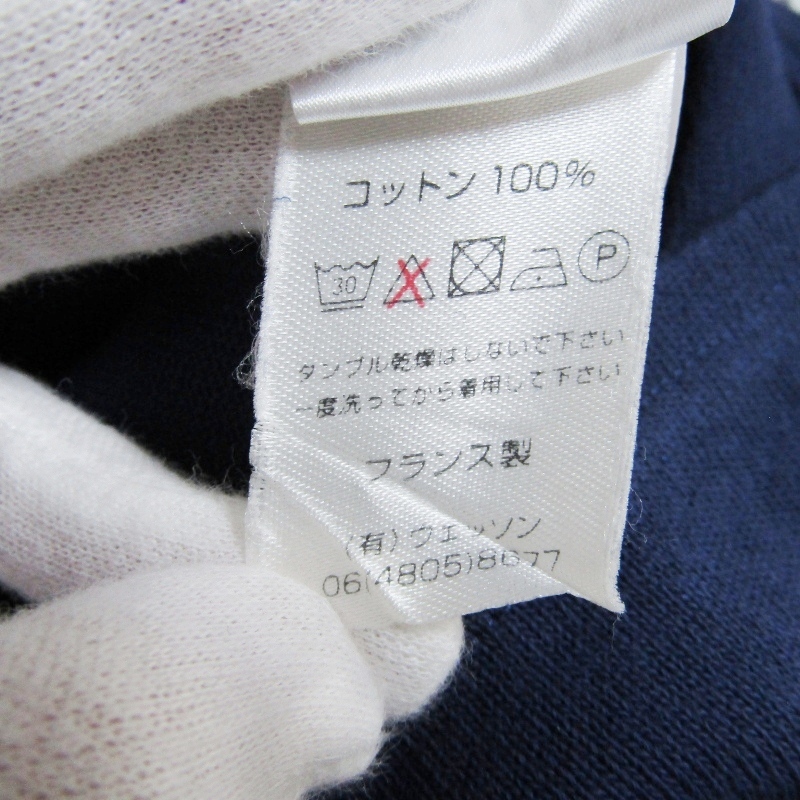 コットン 100%
30 P
タンブル乾燥はしないで下さい
一度洗ってから着用して下さい
フランス製
(有)ウェッソン
06(4805)8677